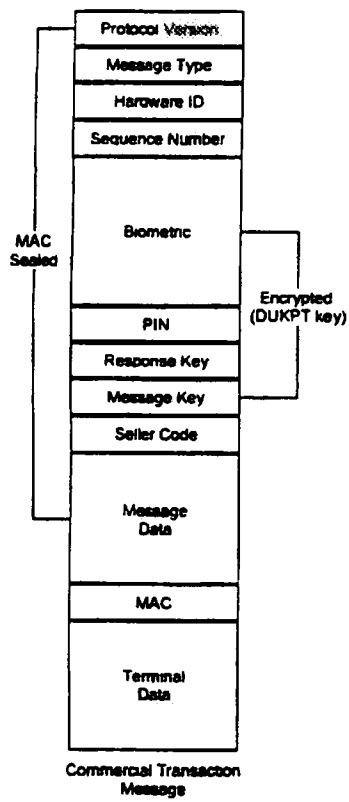 Protocol Version
Message Type
Hardware ID
Sequence Number
Biometric
MAC
Sealed
Encrypted
(DUKPT key)
PIN
Response Key
Message Key
Seller Code
Message
Data
MAC
Terminal
Data
Commercial Transaction
Message